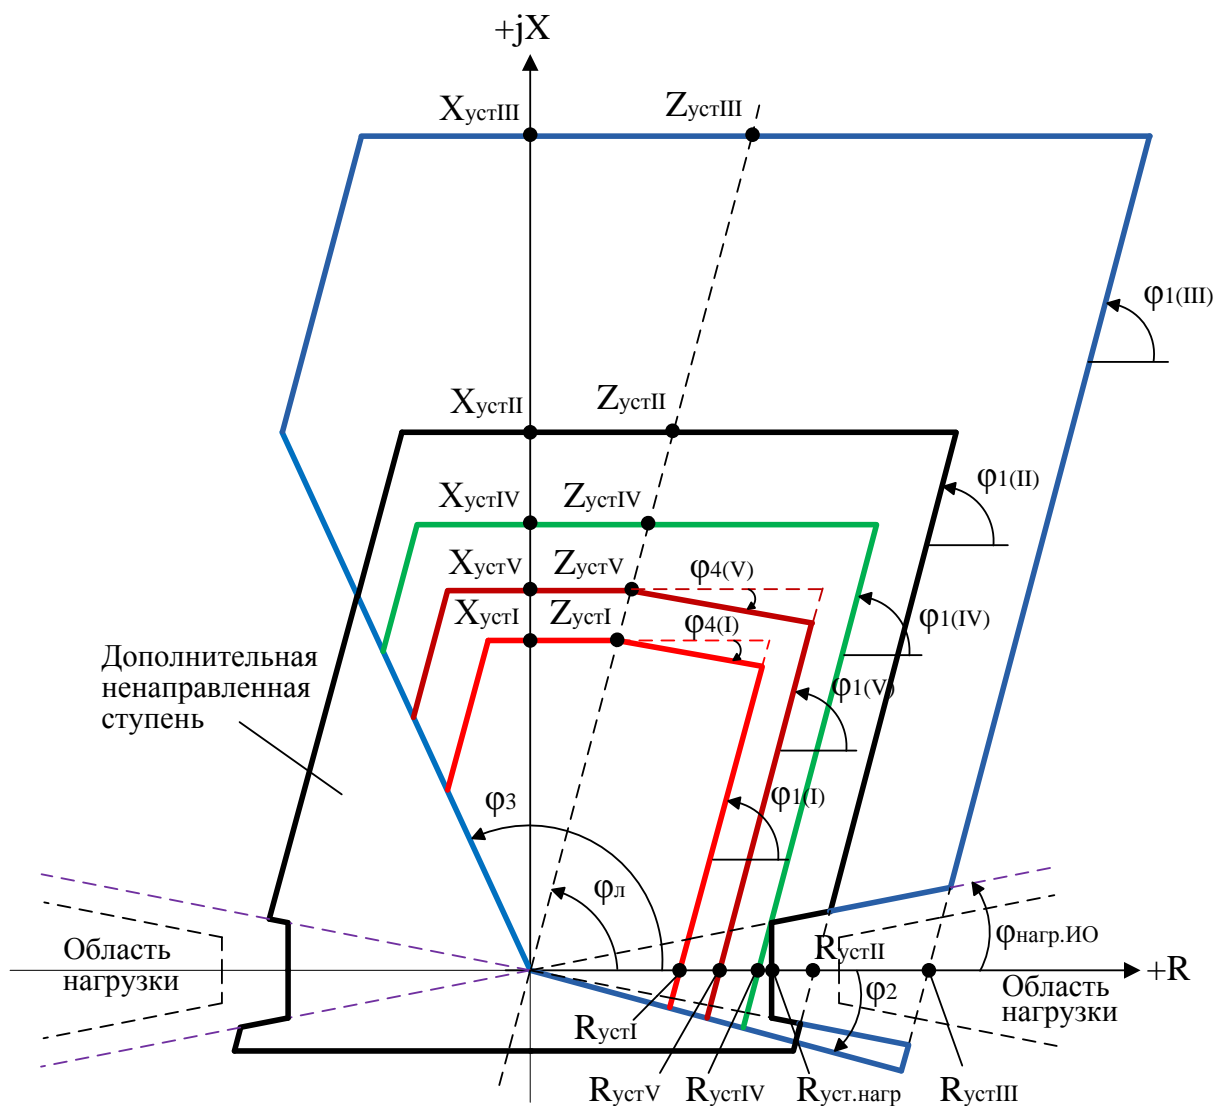 +jX
XустIII
ZустIII
φ1(III)
XустII
ZустII
φ1(II)
XустIV
ZустIV
XустV
ZустV
φ4(V)
XустI
ZустI
φ4(I)
φ1(IV)
Дополнительная
ненаправленная
ступень
φ1(V)
φ3
φ1(I)
φл
φнагр.ИО
Область
нагрузки
RустII
+R
φ2
Область
нагрузки
RустI
RустV
RустIV
Rуст.нагр
RустIII